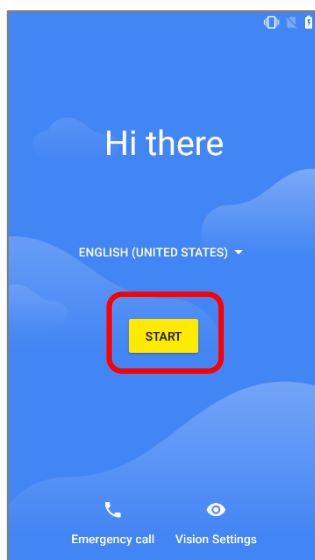 Hi there
ENGLISH (UNITED STATES)
START
Emergency call Vision Settings